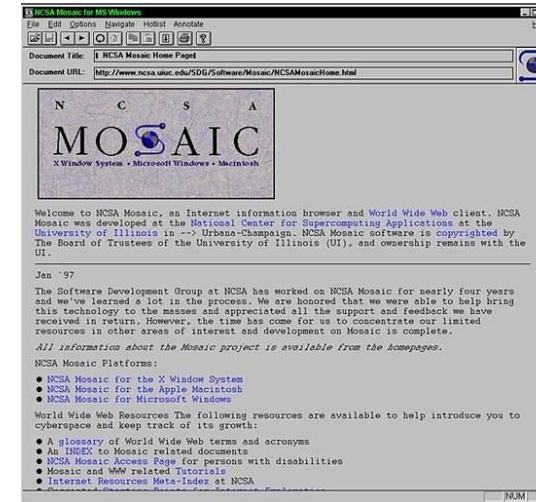 NCSA Mosaic for MS Windows
File Edit Options Navigate Hotlist Annotate
Document Title: NCSA Mosaic Home Page
Document URL: http://www.ncsa.uiuc.edu/SDG/Software/Mosaic/NCSAMosaicHome.html
N C S A
MOSAIC
X Window System • Microsoft Windows • Macintosh
Welcome to NCSA Mosaic, an Internet information browser and World Wide Web client. NCSA
Mosaic was developed at the National Center for Supercomputing Applications at the
University of Illinois in --> Urbana-Champaign. NCSA Mosaic software is copyrighted by
The Board of Trustees of the University of Illinois (UI), and ownership remains with the
UI.
Jan `97
The Software Development Group at NCSA has worked on NCSA Mosaic for nearly four years
and we've learned a lot in the process. We are honored that we were able to help bring
this technology to the masses and appreciated all the support and feedback we have
received in return. However, the time has come for us to concentrate our limited
resources in other areas of interest and development on Mosaic is complete.
All information about the Mosaic project is available from the homepages.
NCSA Mosaic Platforms:
● NCSA Mosaic for the X Window System
● NCSA Mosaic for the Apple Macintosh
● NCSA Mosaic for Microsoft Windows
World Wide Web Resources The following resources are available to help introduce you to
cyberspace and keep track of its growth:
● A glossary of World Wide Web terms and acronyms
● An INDEX to Mosaic related documents
● NCSA Mosaic Access Page for persons with disabilities
● Mosaic and WWW related Tutorials
● Internet Resources Meta-Index at NCSA
NUM